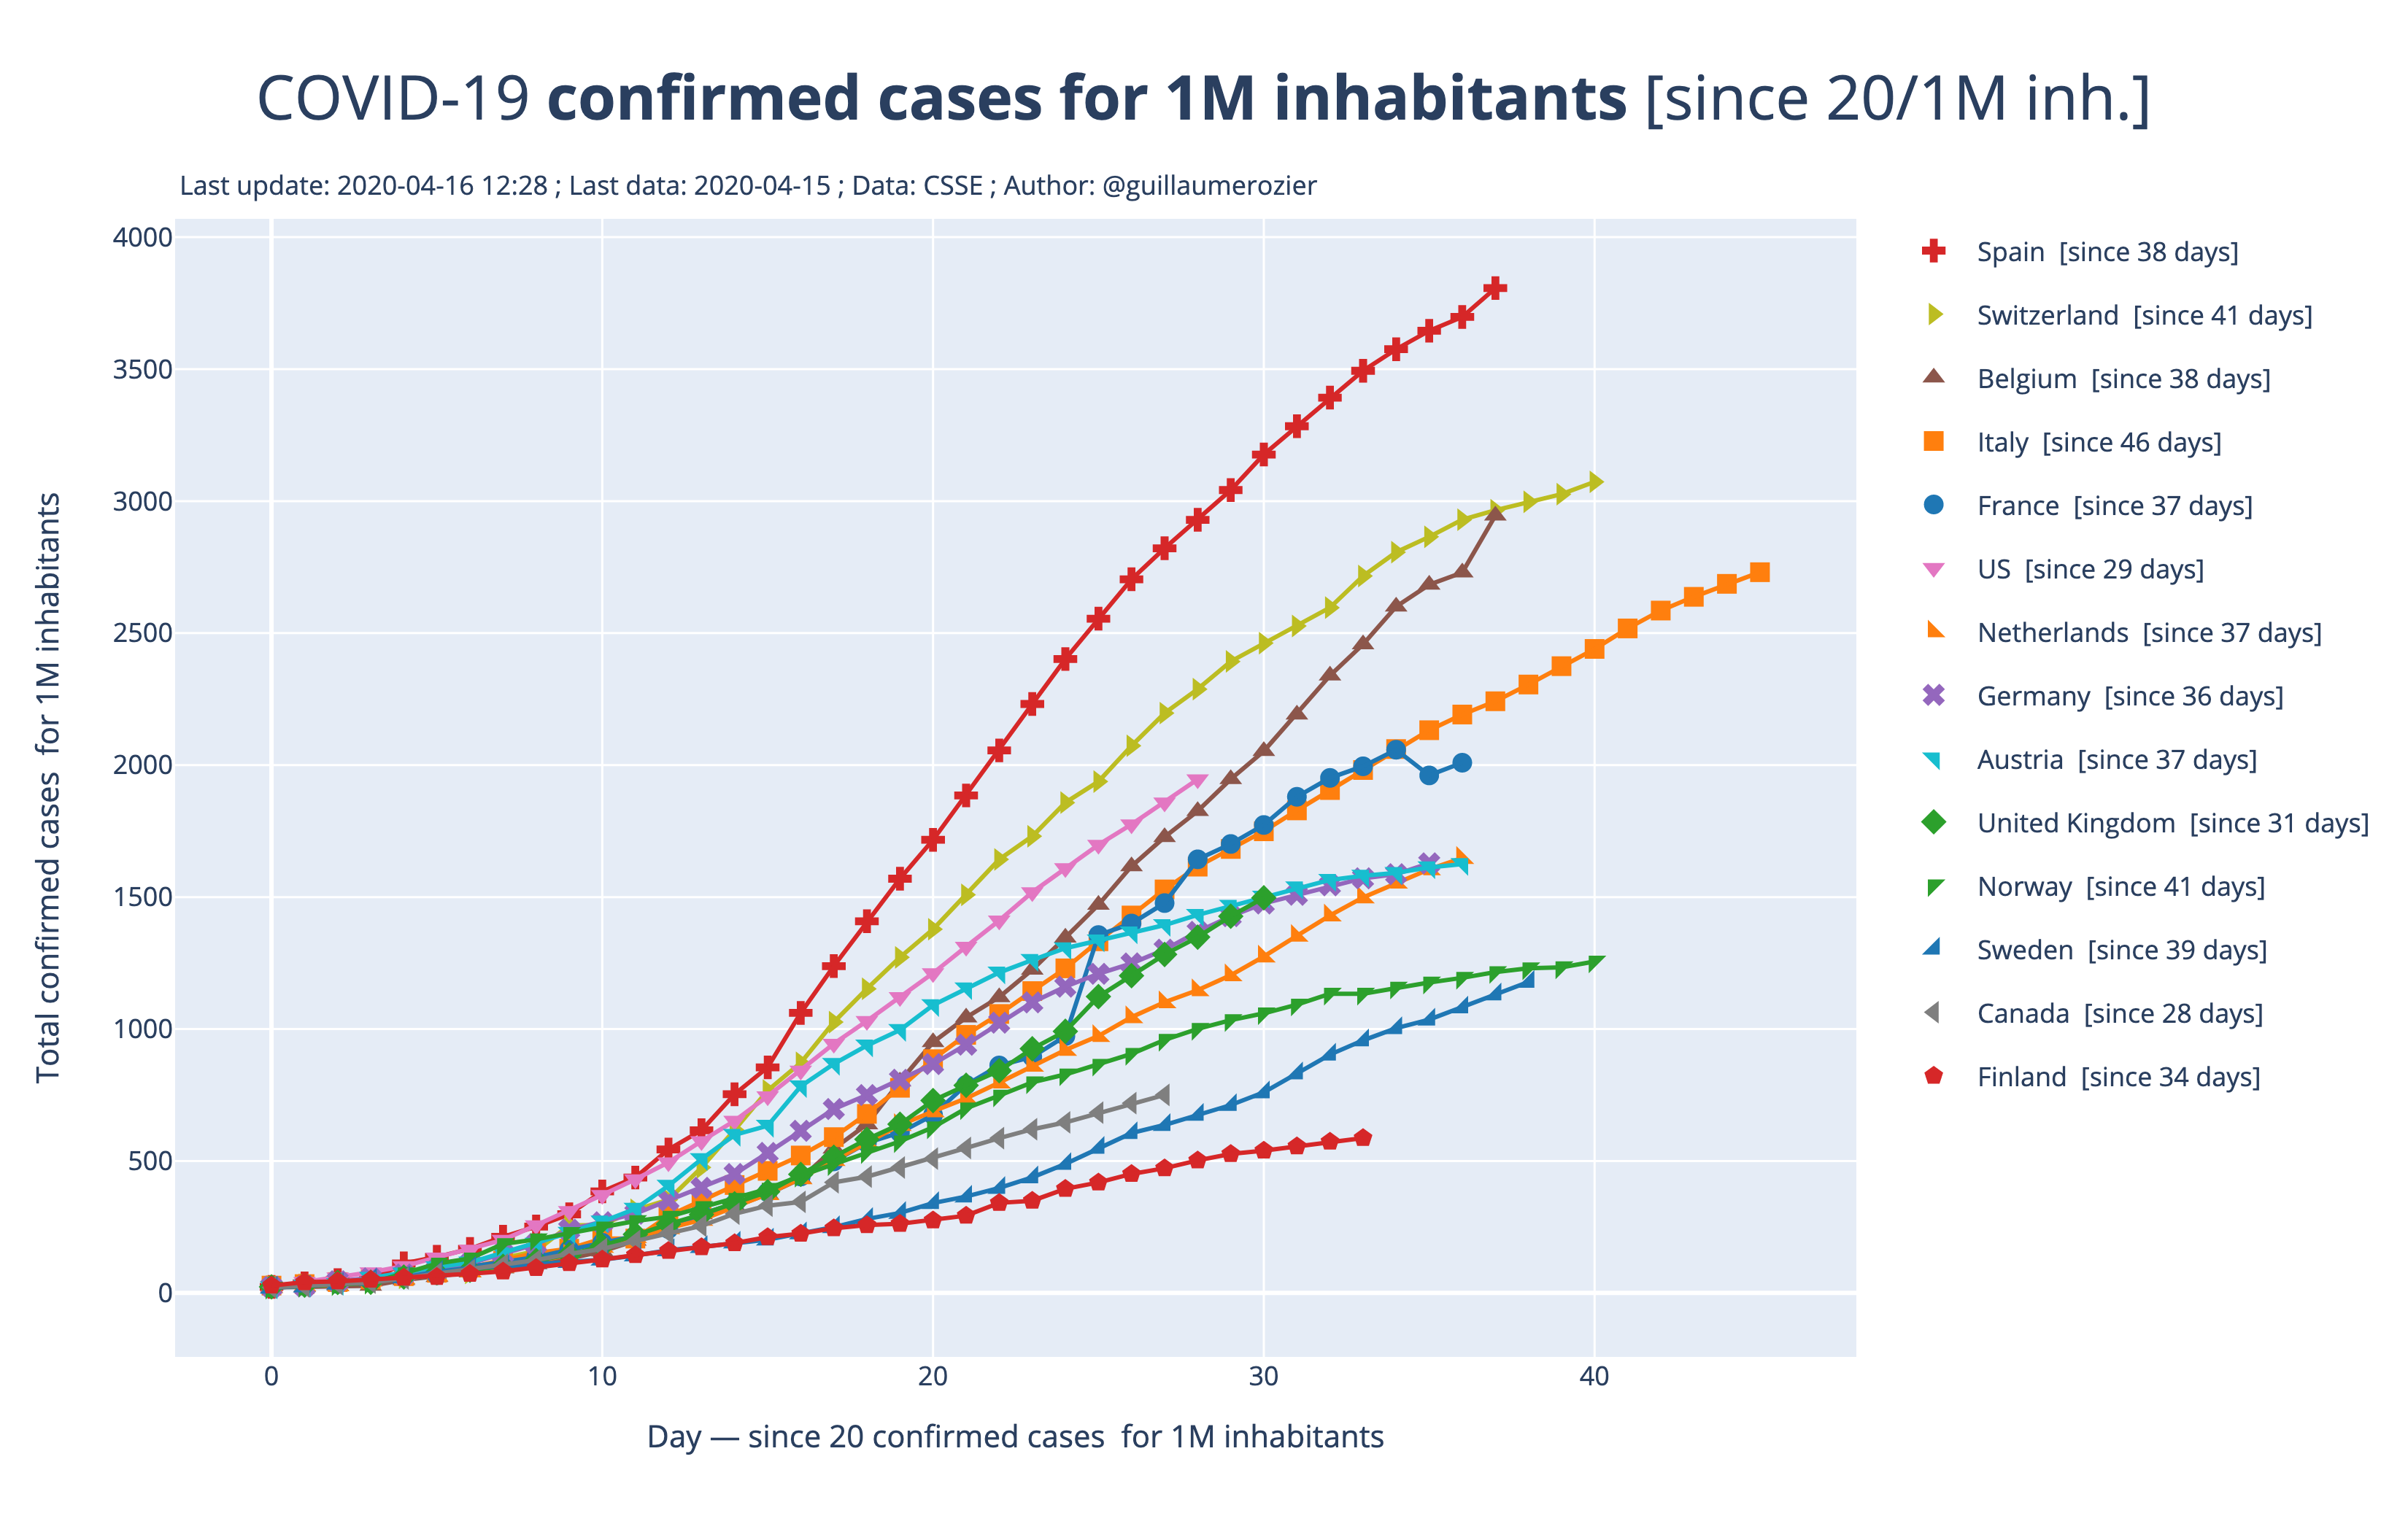 COVID-19 confirmed cases for 1M inhabitants [since 20/1M inh.]
Last update: 2020-04-16 12:28 ; Last data: 2020-04-15 ; Data: CSSE ; Author: @guillaumerozier
Total confirmed cases  for 1M inhabitants
4000
3500
3000
2500
2000
1500
1000
500
0
0
10
20
30
40
Day — since 20 confirmed cases  for 1M inhabitants
Spain  [since 38 days]
Switzerland  [since 41 days]
Belgium  [since 38 days]
Italy  [since 46 days]
France  [since 37 days]
US  [since 29 days]
Netherlands  [since 37 days]
Germany  [since 36 days]
Austria  [since 37 days]
United Kingdom  [since 31 days]
Norway  [since 41 days]
Sweden  [since 39 days]
Canada  [since 28 days]
Finland  [since 34 days]